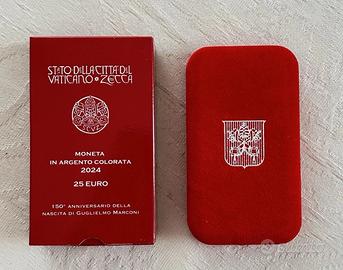 STATO DELLA CITTÀ DEL
VATICANO • ZECCA
MONETA
IN ARGENTO COLORATA
2024
25 EURO
150° ANNIVERSARIO DELLA
NASCITA DI GUGLIELMO MARCONI